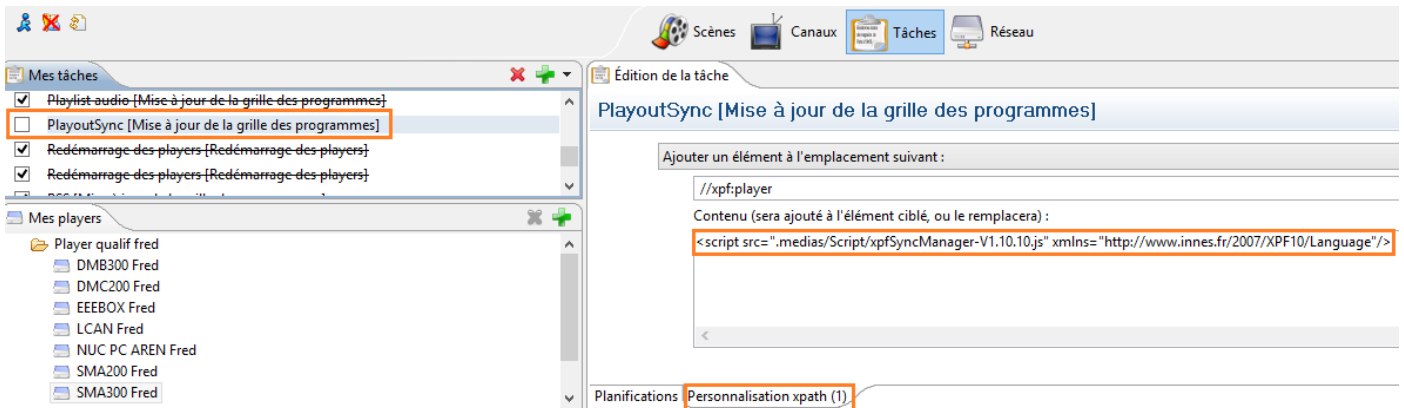 Scènes
Canaux
Tâches
Réseau
Mes tâches
Playlist audio [Mise à jour de la grille des programmes]
PlayoutSync [Mise à jour de la grille des programmes]
Redémarrage des players [Redémarrage des players]
Redémarrage des players [Redémarrage des players]
Mes players
Player qualif fred
DMB300 Fred
DMC200 Fred
EEEBOX Fred
LCAN Fred
NUC PC AREN Fred
SMA200 Fred
SMA300 Fred
Édition de la tâche
PlayoutSync [Mise à jour de la grille des programmes]
Ajouter un élément à l'emplacement suivant :
//xpf:player
Contenu (sera ajouté à l'élément ciblé, ou le remplacera) :
<script src=".medias/Script/xpfSyncManager-V1.10.10.js" xmlns="http://www.innes.fr/2007/XPF10/Language"/>
Planifications
Personnalisation xpath (1)